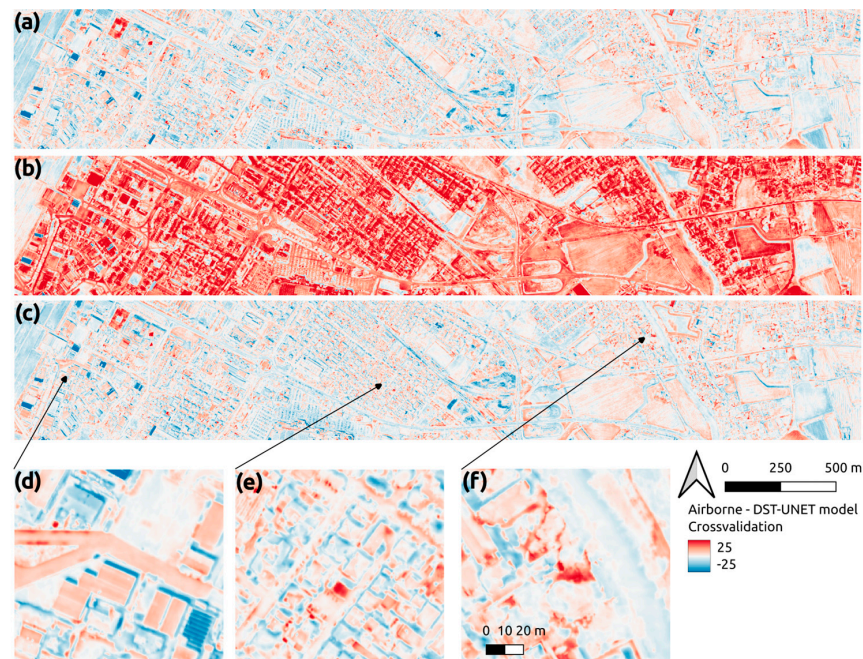 (a)
(b)
(c)
(d)
(e)
(f)
0 250 500 m
Airborne - DST-UNET model
Crossvalidation
25
-25
0 10 20 m